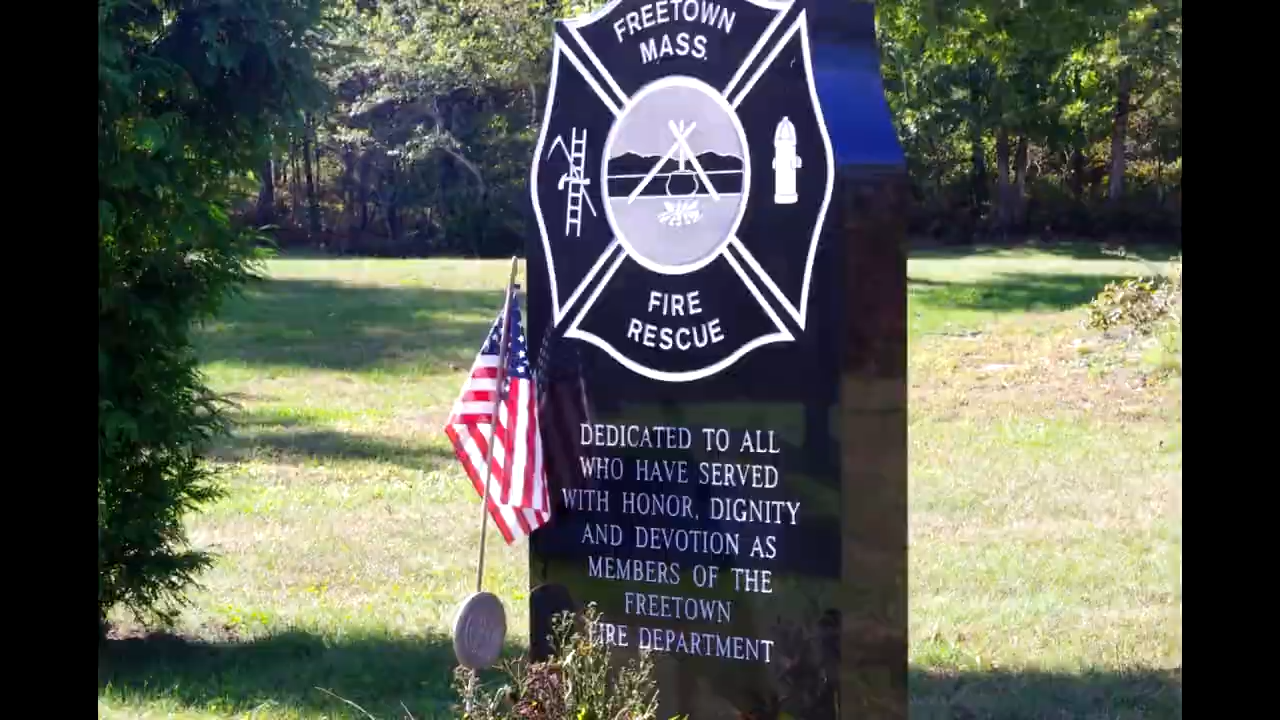 FREETOWN
MASS.
FIRE
RESCUE
DEDICATED TO ALL
WHO HAVE SERVED
WITH HONOR, DIGNITY
AND DEVOTION AS
MEMBERS OF THE
FREETOWN
FIRE DEPARTMENT